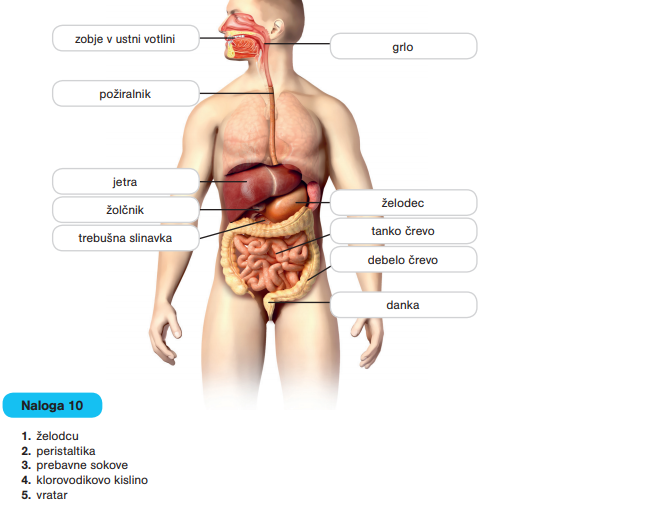 zobje v ustni votlini
grlo
požiralnik
jetra
žolčnik
trebušna slinavka
želodec
tanko črevo
debelo črevo
danka
Naloga 10
1. želodcu
2. peristaltika
3. prebavne sokove
4. klorovodikovo kislino
5. vratar